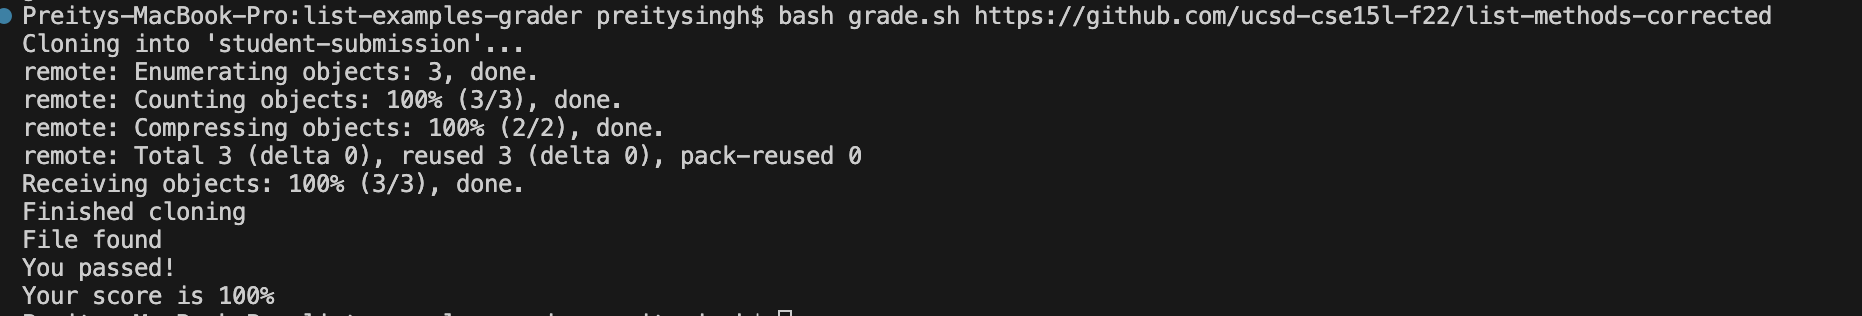 Preitys-MacBook-Pro:list-examples-grader preitysingh$ bash grade.sh https://github.com/ucsd-cse15l-f22/list-methods-corrected
Cloning into 'student-submission'...
remote: Enumerating objects: 3, done.
remote: Counting objects: 100% (3/3), done.
remote: Compressing objects: 100% (2/2), done.
remote: Total 3 (delta 0), reused 3 (delta 0), pack-reused 0
Receiving objects: 100% (3/3), done.
Finished cloning
File found
You passed!
Your score is 100%